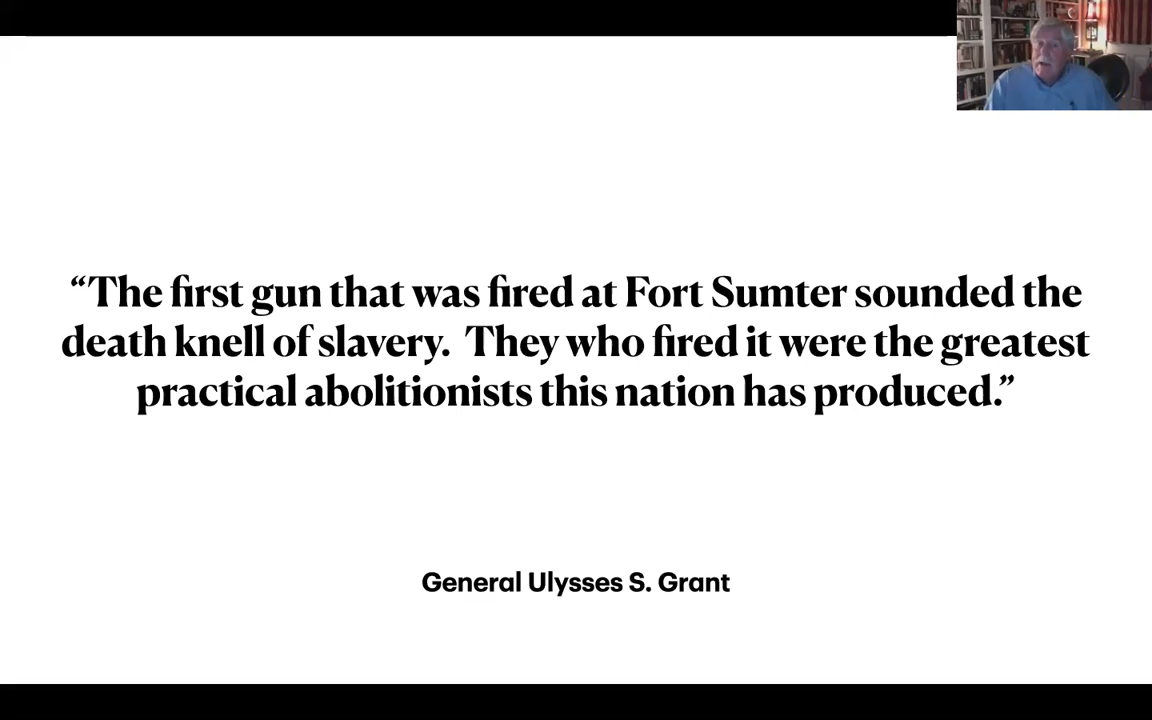 “The first gun that was fired at Fort Sumter sounded the
death knell of slavery.  They who fired it were the greatest
practical abolitionists this nation has produced.”
General Ulysses S. Grant